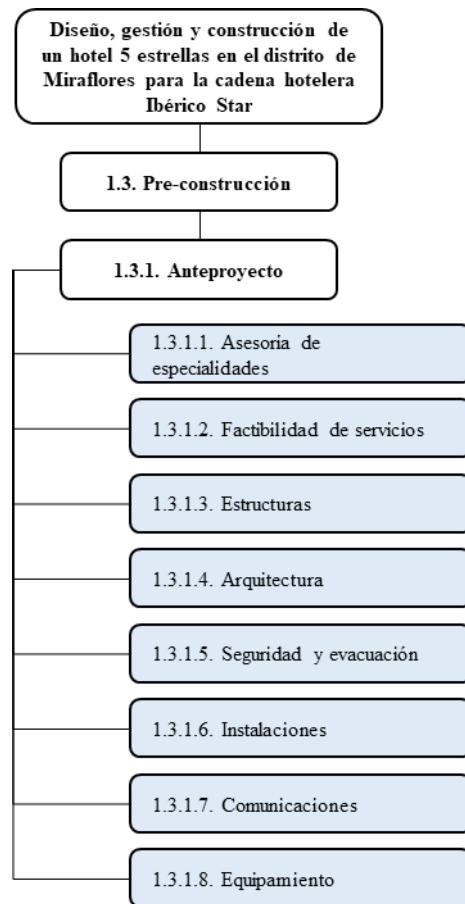 Diseño, gestión y construcción de
un hotel 5 estrellas en el distrito de
Miraflores para la cadena hotelera
Ibérico Star
1.3. Pre-construcción
1.3.1. Anteproyecto
1.3.1.1. Asesoría de
especialidades
1.3.1.2. Factibilidad de servicios
1.3.1.3. Estructuras
1.3.1.4. Arquitectura
1.3.1.5. Seguridad y evacuación
1.3.1.6. Instalaciones
1.3.1.7. Comunicaciones
1.3.1.8. Equipamiento